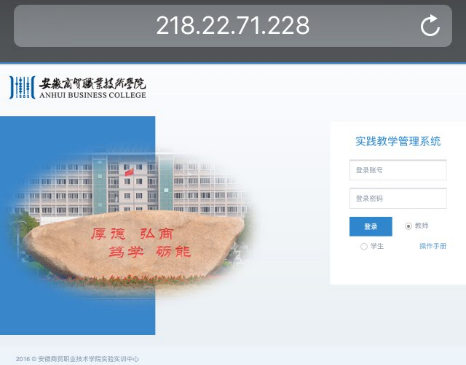 218.22.71.228
安徽商贸职业技术学院
ANHUI BUSINESS COLLEGE
实践教学管理系统
登录账号
登录密码
登录
教师
学生
操作手册
厚德 弘商
笃学 砺能
2016 © 安徽商贸职业技术学院实验实训中心